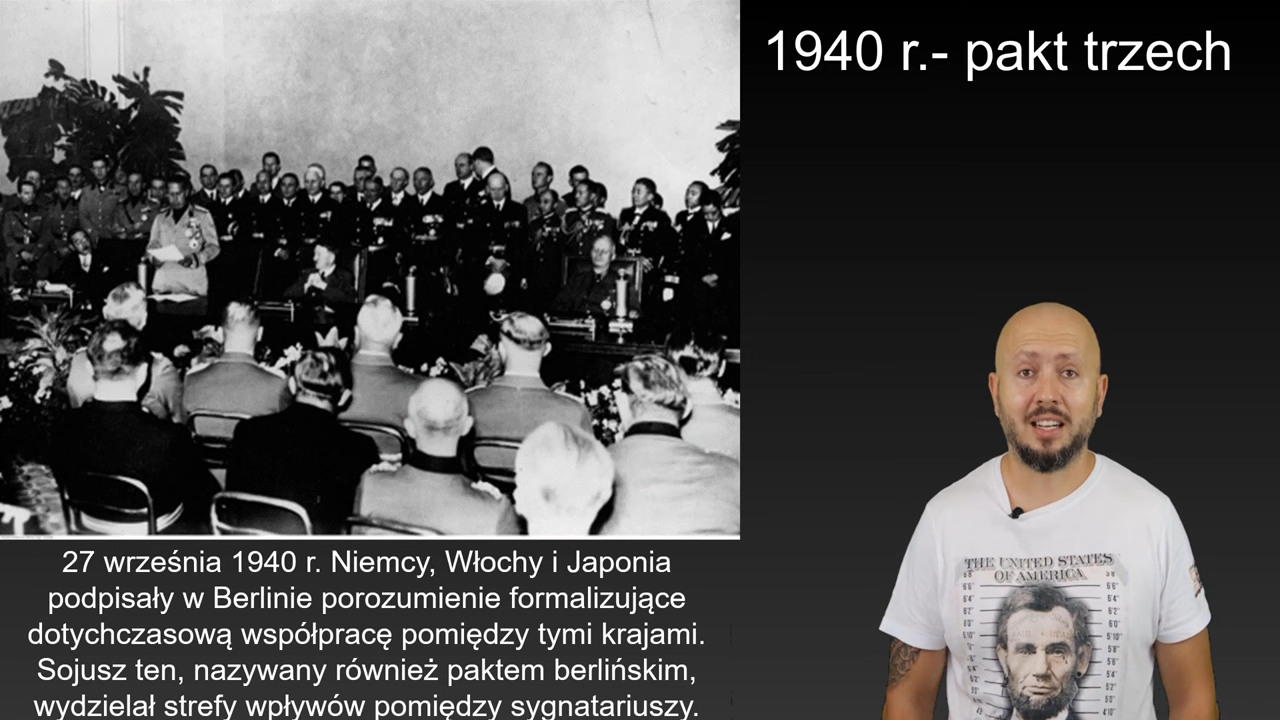 1940 r.- pakt trzech
27 września 1940 r. Niemcy, Włochy i Japonia
podpisały w Berlinie porozumienie formalizujące
dotychczasową współpracę pomiędzy tymi krajami.
Sojusz ten, nazywany również paktem berlińskim,
wydzielał strefy wpływów pomiędzy sygnatariuszy.
THE UNITED STATES
OF AMERICA